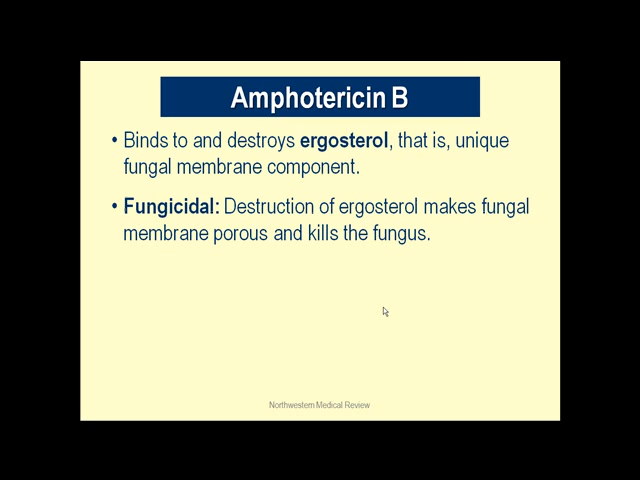 Amphotericin B
• Binds to and destroys ergosterol, that is, unique
fungal membrane component.
• Fungicidal: Destruction of ergosterol makes fungal
membrane porous and kills the fungus.
Northwestern Medical Review